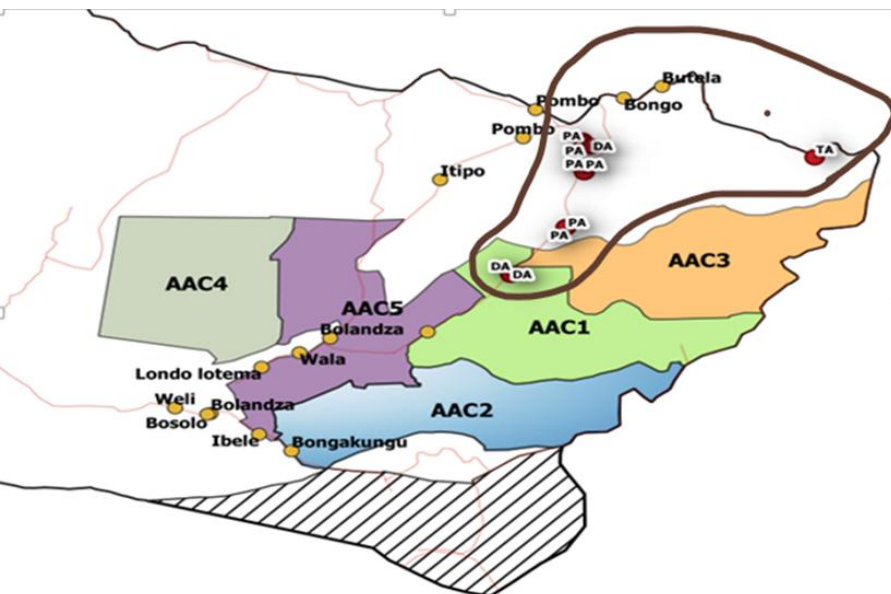 Butela
Pombo
Bongo
Pombo
PA
DA
PA
PA PA
TA
Itipo
PA
PA
DA
DA
AAC3
AAC4
AAC5
AAC1
Bolandza
Wala
Londo lotema
Weli
Bolandza
AAC2
Bosolo
Ibele
Bongakungu